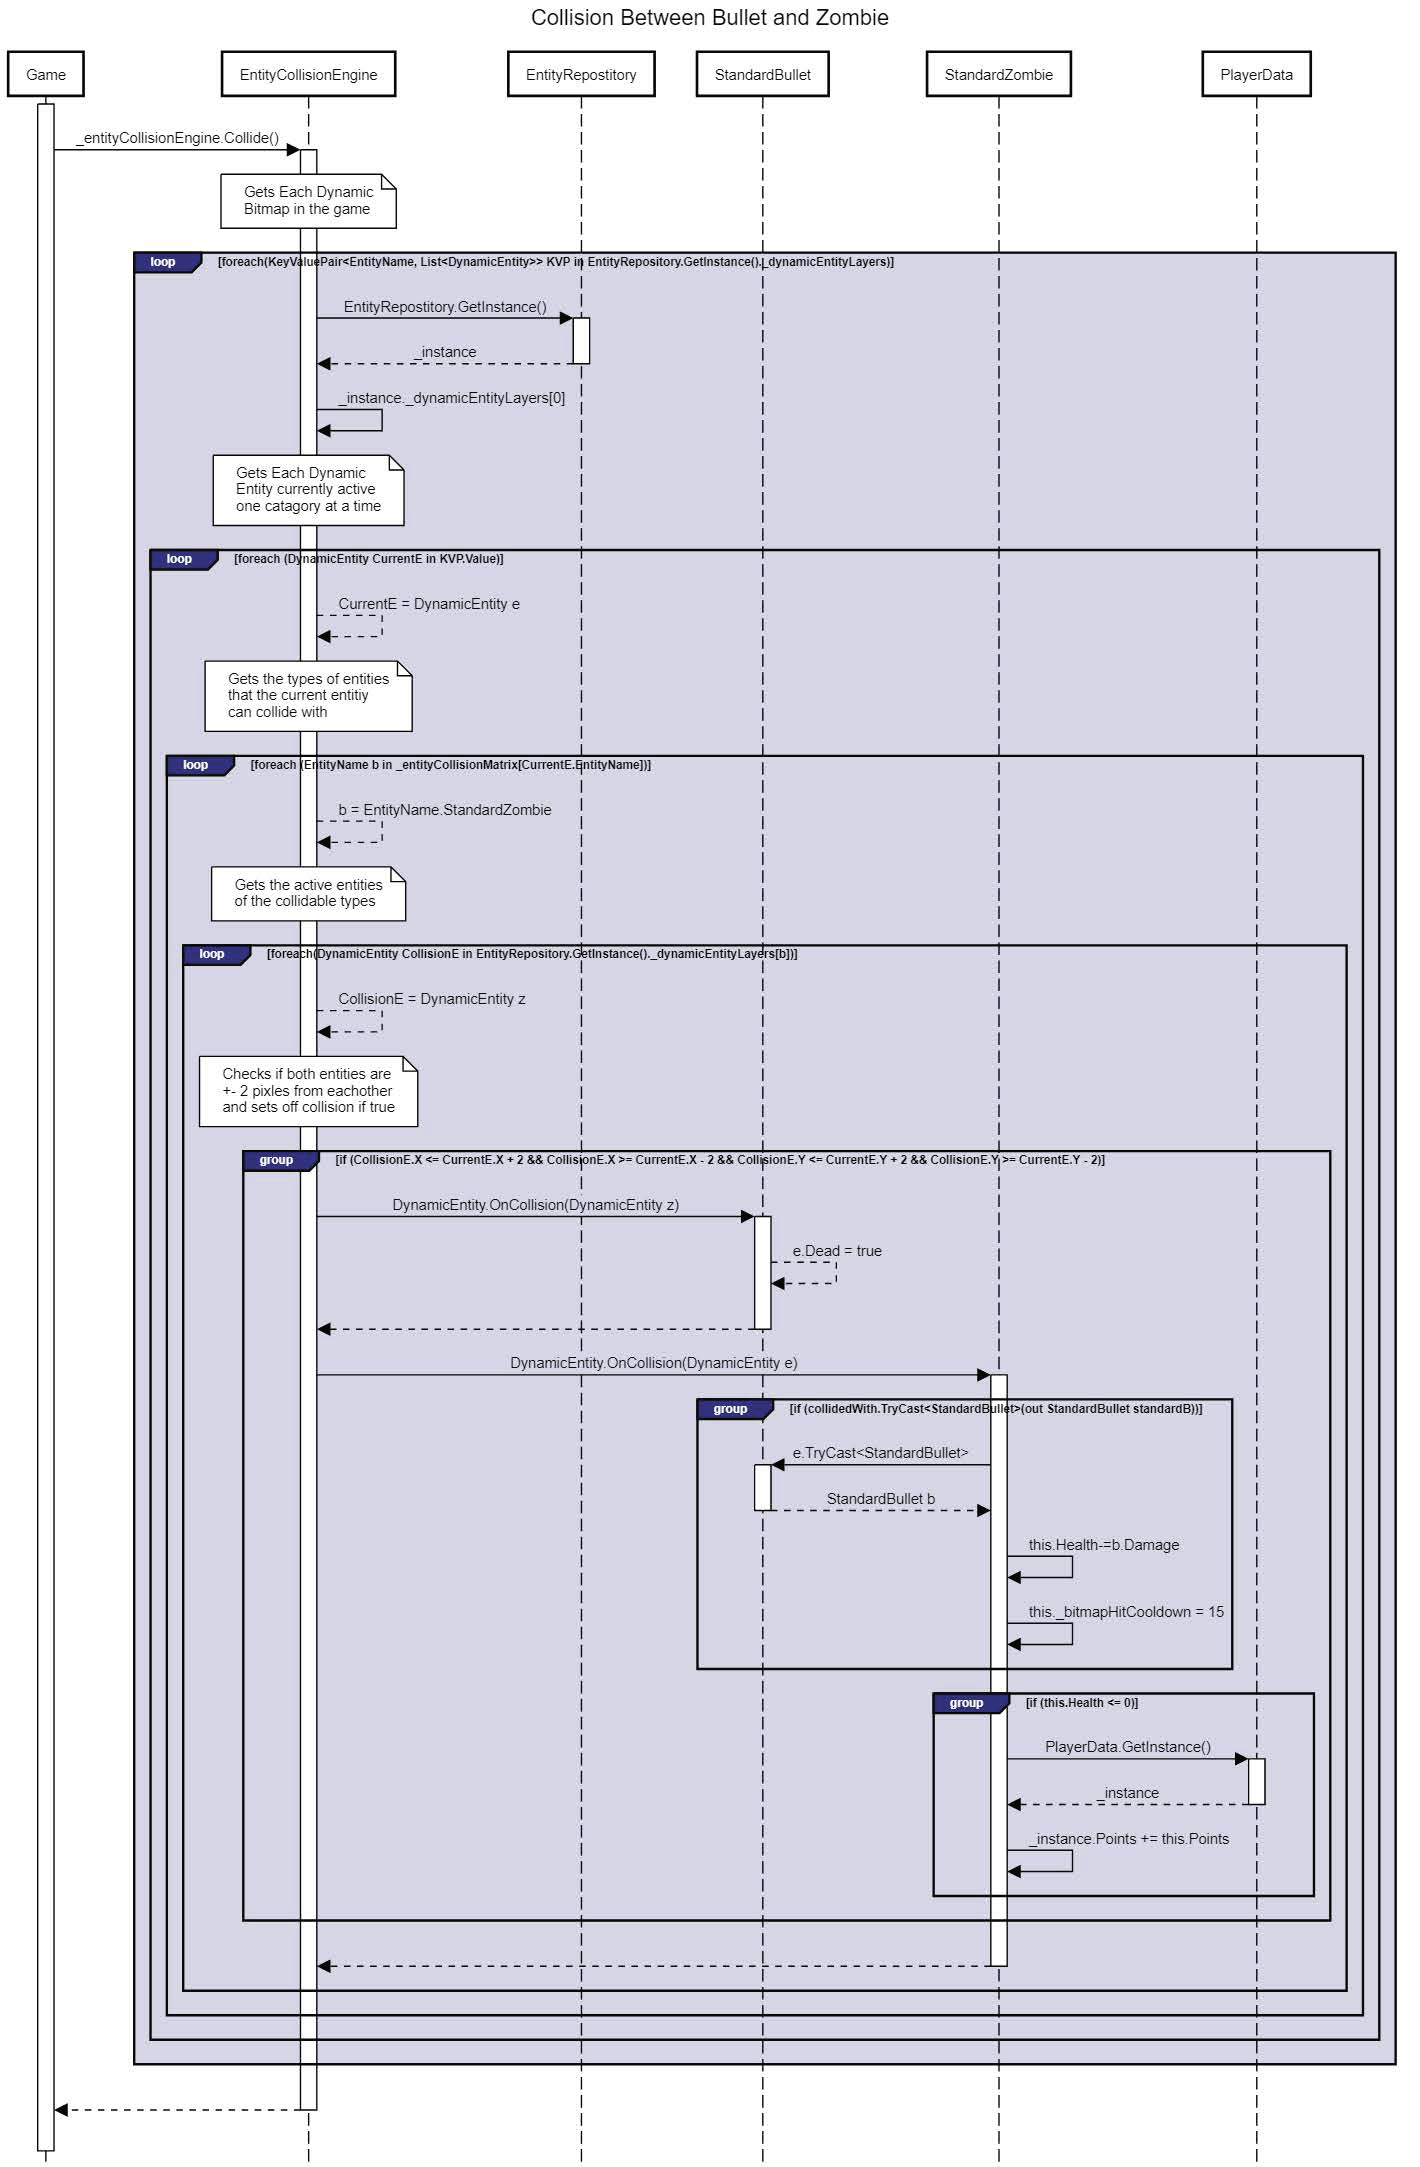 Collision Between Bullet and Zombie
Game
EntityCollisionEngine
EntityRepostitory
StandardBullet
StandardZombie
PlayerData
_entityCollisionEngine.Collide()
Gets Each Dynamic
Bitmap in the game
loop
[foreach(KeyValuePair<EntityName, List<DynamicEntity>> KVP in EntityRepository.GetInstance()._dynamicEntityLayers)]
EntityRepostitory.GetInstance()
_instance
_instance._dynamicEntityLayers[0]
Gets Each Dynamic
Entity currently active
one catagory at a time
loop
[foreach (DynamicEntity CurrentE in KVP.Value)]
CurrentE = DynamicEntity e
Gets the types of entities
that the current entitiy
can collide with
loop
[foreach (EntityName b in _entityCollisionMatrix[CurrentE.EntityName])]
b = EntityName.StandardZombie
Gets the active entities
of the collidable types
loop
[foreach(DynamicEntity CollisionE in EntityRepository.GetInstance()._dynamicEntityLayers[b])]
CollisionE = DynamicEntity z
Checks if both entities are
+- 2 pixles from eachother
and sets off collision if true
group
[if (CollisionE.X <= CurrentE.X + 2 && CollisionE.X >= CurrentE.X - 2 && CollisionE.Y <= CurrentE.Y + 2 && CollisionE.Y >= CurrentE.Y - 2)]
DynamicEntity.OnCollision(DynamicEntity z)
e.Dead = true
DynamicEntity.OnCollision(DynamicEntity e)
group
[if (collidedWith.TryCast<StandardBullet>(out StandardBullet standardB))]
e.TryCast<StandardBullet>
StandardBullet b
this.Health-=b.Damage
this._bitmapHitCooldown = 15
group
[if (this.Health <= 0)]
PlayerData.GetInstance()
_instance
_instance.Points += this.Points